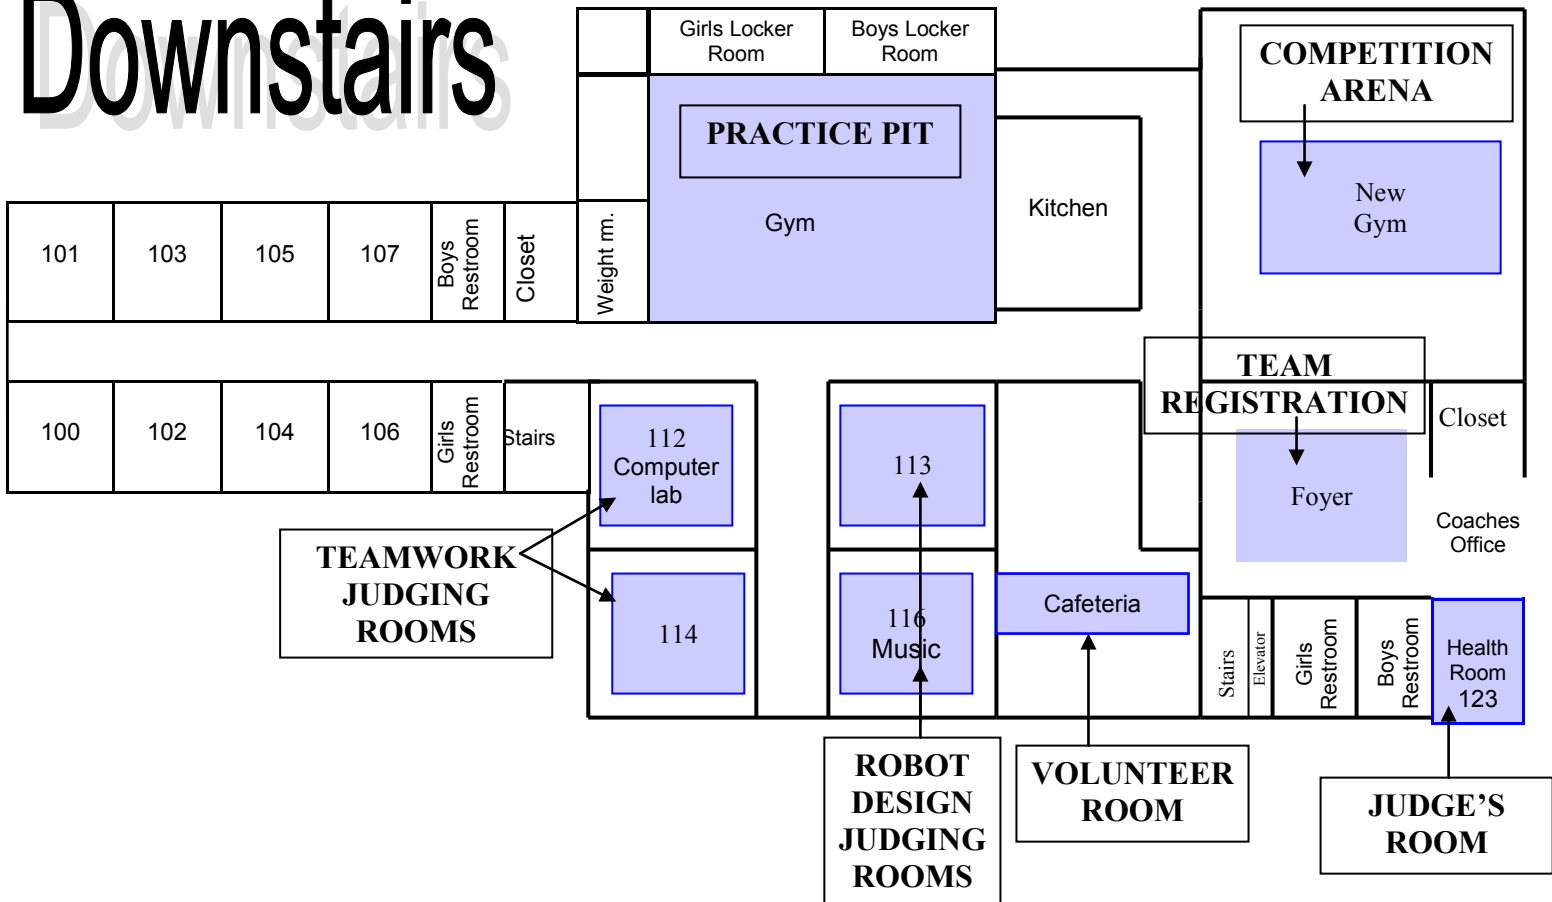 Downstairs
Girls Locker
Room
Boys Locker
Room
COMPETITION
ARENA
PRACTICE PIT
Gym
Kitchen
New
Gym
101
103
105
107
Boys
Restroom
Closet
Weight rm.
TEAM
REGISTRATION
100
102
104
106
Girls
Restroom
Stairs
112
Computer
lab
113
Closet
Foyer
Coaches
Office
TEAMWORK
JUDGING
ROOMS
114
116
Music
Cafeteria
Stairs
Elevator
Girls
Restroom
Boys
Restroom
Health
Room
123
ROBOT
DESIGN
JUDGING
ROOMS
VOLUNTEER
ROOM
JUDGE’S
ROOM